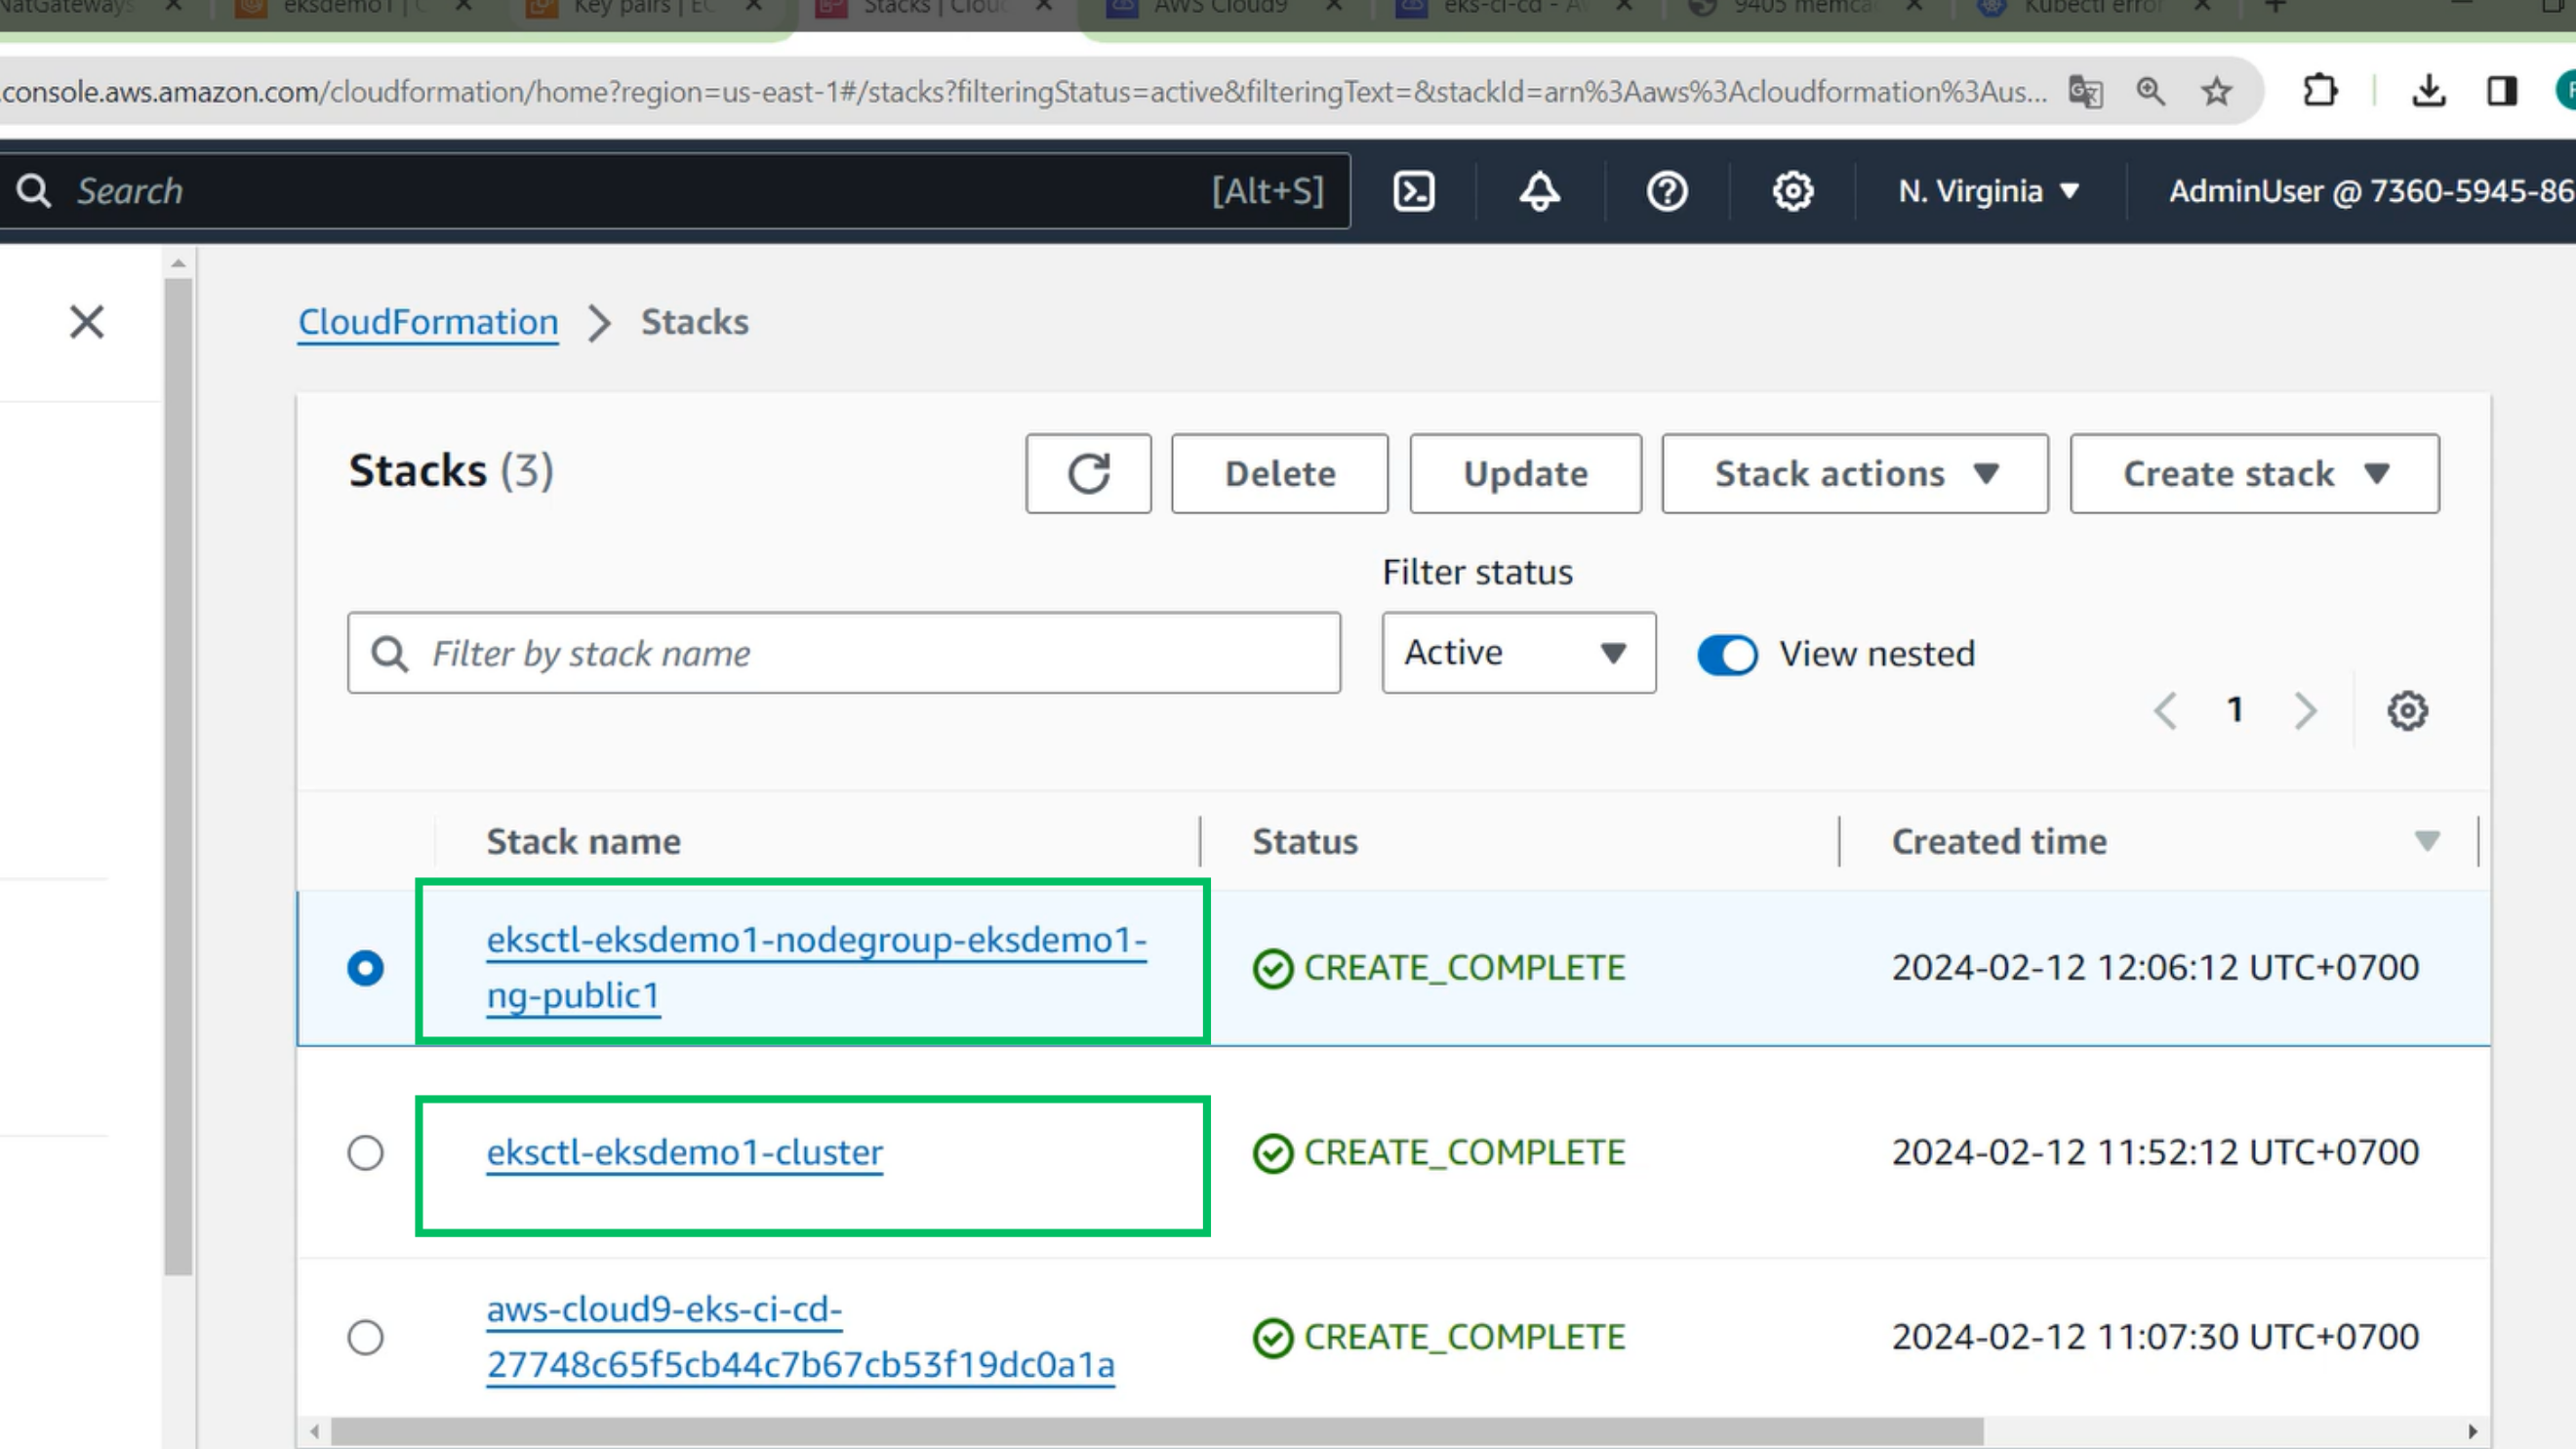 NatGateways
eksdemo1 | C
Key pairs | EC
Stacks | Clou
AWS Cloud9
eks-ci-cd - A
9405 memca
Kubectl error
.console.aws.amazon.com/cloudformation/home?region=us-east-1#/stacks?filteringStatus=active&filteringText=&stackId=arn%3Aaws%3Acloudformation%3Aus...
Search
[Alt+S]
N. Virginia
AdminUser @ 7360-5945-86
CloudFormation
Stacks
Stacks (3)
Delete
Update
Stack actions
Create stack
Filter status
Filter by stack name
Active
View nested
1
Stack name
Status
Created time
eksctl-eksdemo1-nodegroup-eksdemo1-
ng-public1
CREATE_COMPLETE
2024-02-12 12:06:12 UTC+0700
eksctl-eksdemo1-cluster
CREATE_COMPLETE
2024-02-12 11:52:12 UTC+0700
aws-cloud9-eks-ci-cd-
27748c65f5cb44c7b67cb53f19dc0a1a
CREATE_COMPLETE
2024-02-12 11:07:30 UTC+0700